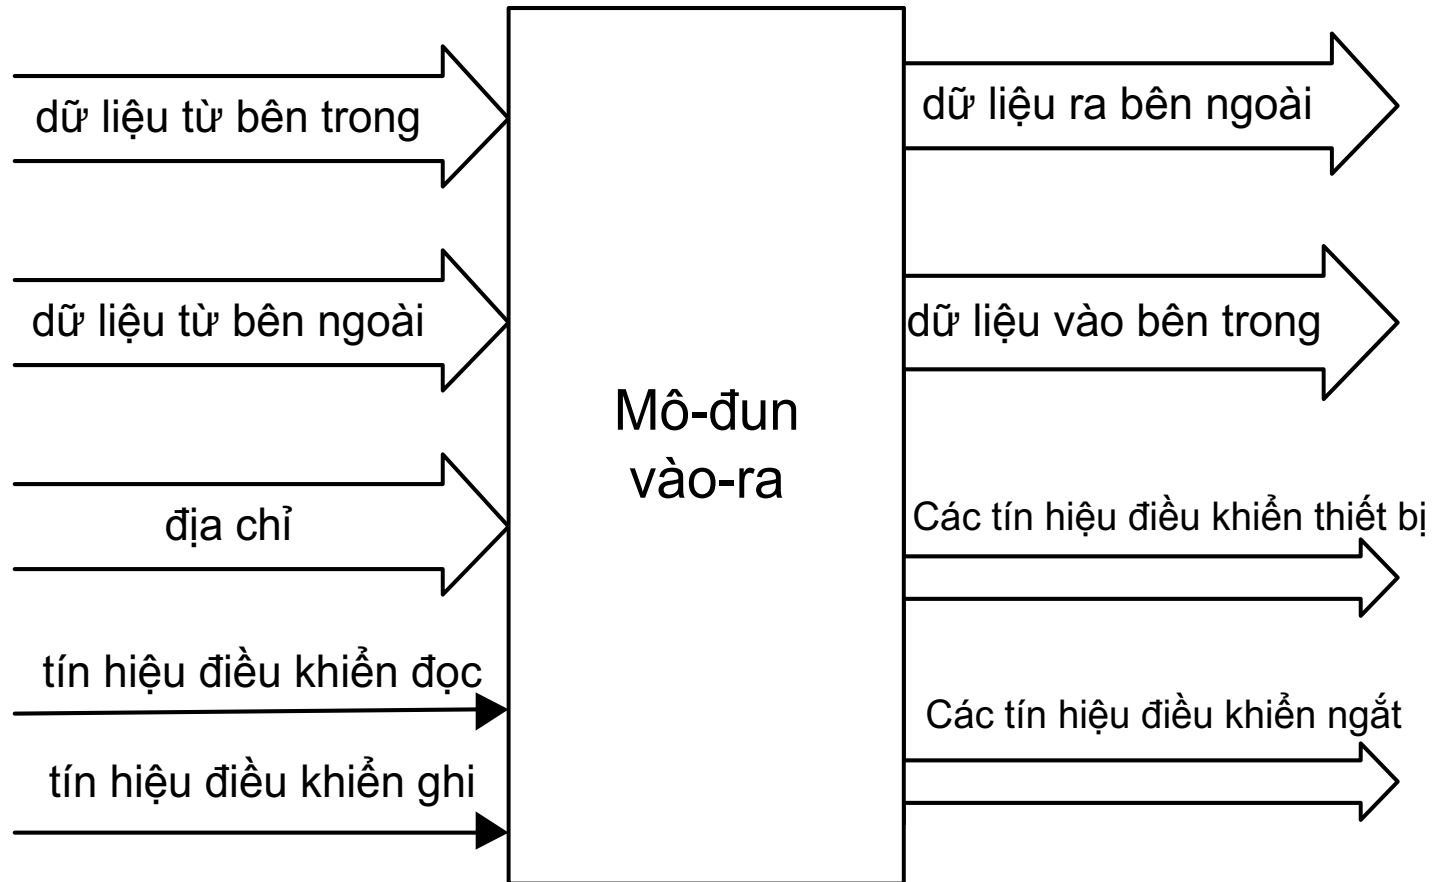 dữ liệu từ bên trong
dữ liệu từ bên ngoài
địa chỉ
tín hiệu điều khiển đọc
tín hiệu điều khiển ghi
Mô-đun
vào-ra
dữ liệu ra bên ngoài
dữ liệu vào bên trong
Các tín hiệu điều khiển thiết bị
Các tín hiệu điều khiển ngắt